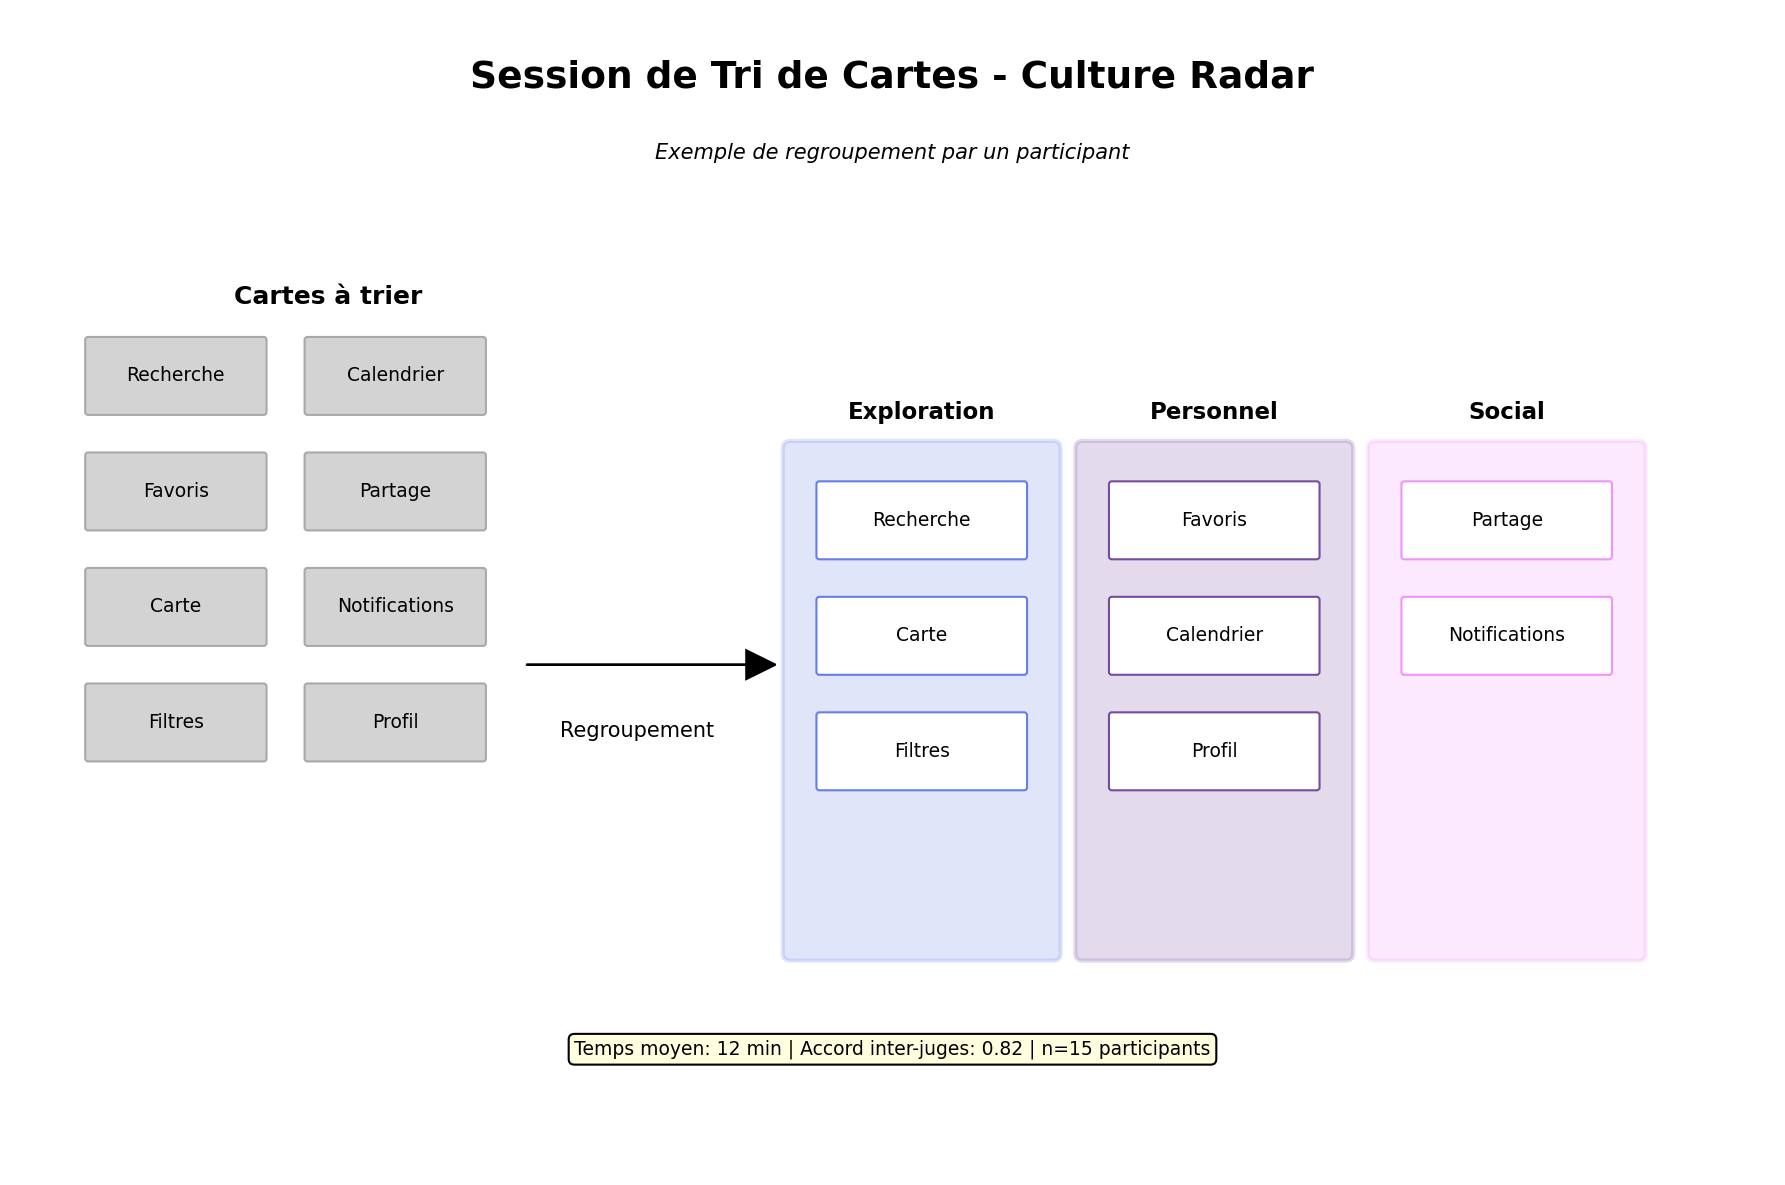 Session de Tri de Cartes - Culture Radar
Exemple de regroupement par un participant
Cartes à trier
Recherche
Calendrier
Favoris
Partage
Carte
Notifications
Filtres
Profil
Regroupement
Exploration
Recherche
Carte
Filtres
Personnel
Favoris
Calendrier
Profil
Social
Partage
Notifications
Temps moyen: 12 min | Accord inter-juges: 0.82 | n=15 participants